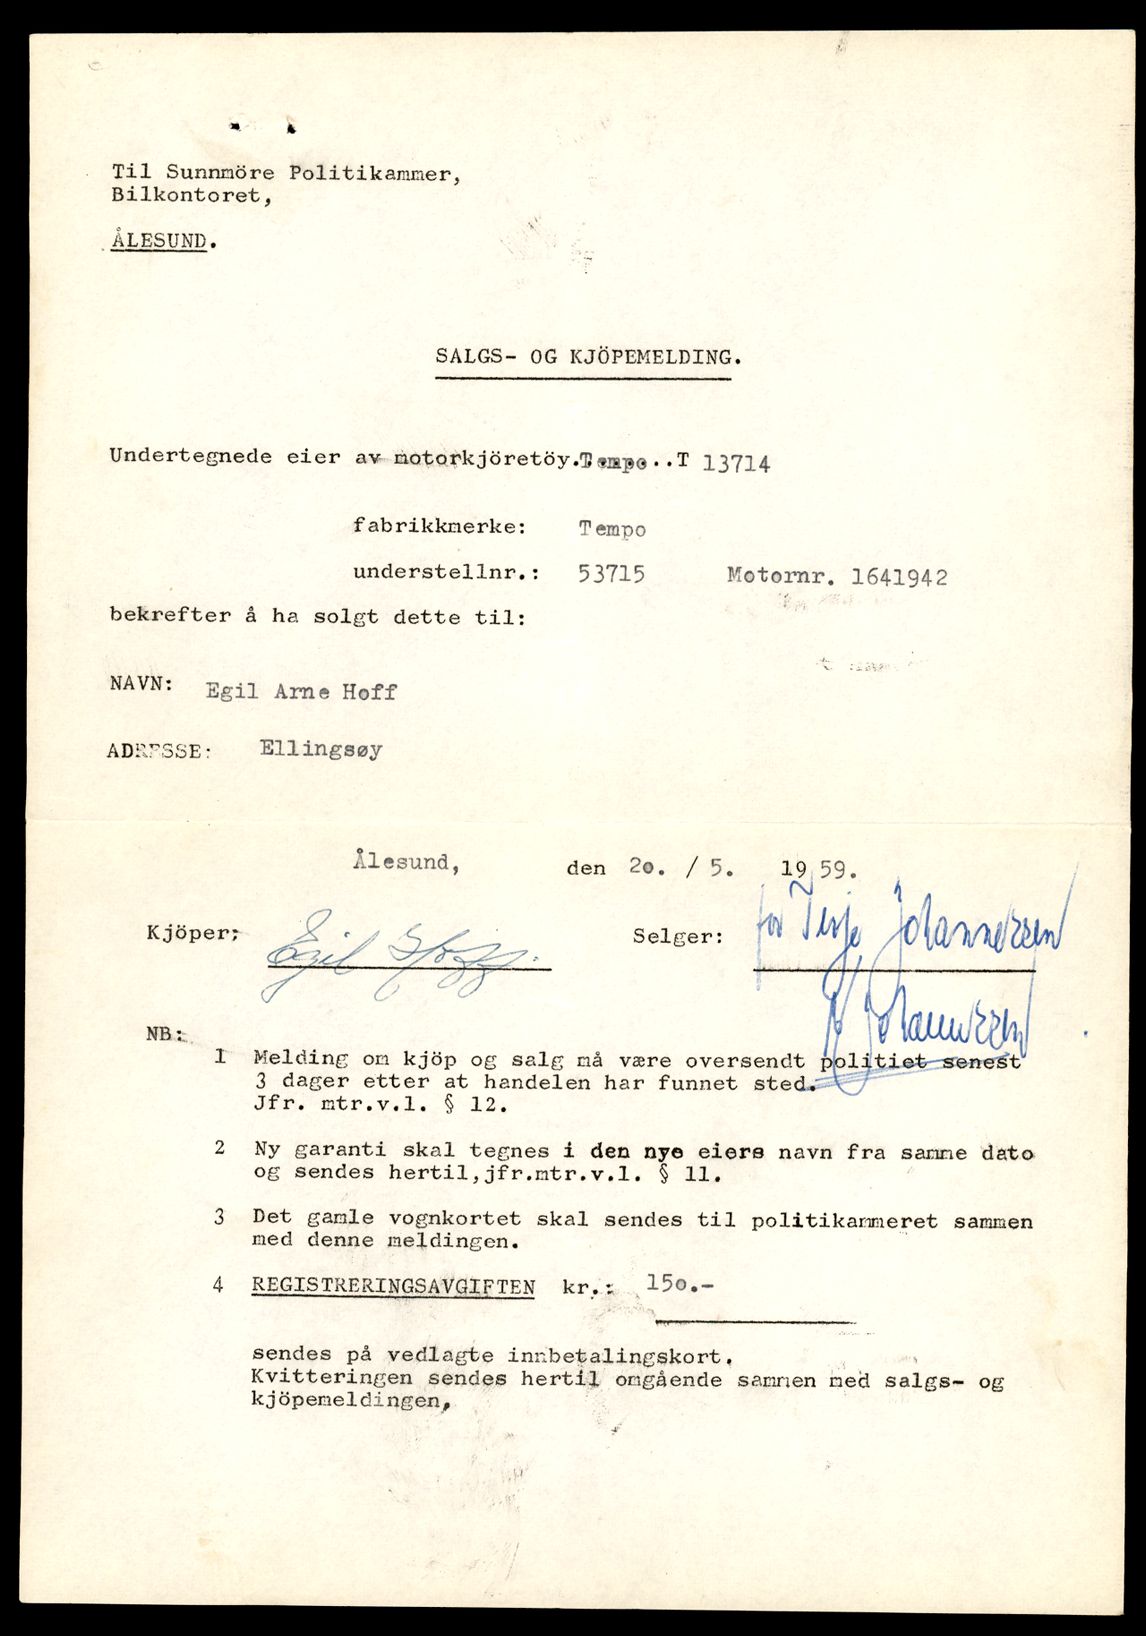 Til Sunnmöre Politikammer,
Bilkontoret,
ÅLESUND.
SALGS- OG KJÖPEMELDING.
Undertegnede eier av motorkjöretöy..Tempo...T 13714
fabrikkmerke: Tempo
understellnr.: 53715 Motornr. 1641942
bekrefter å ha solgt dette til:
NAVN: Egil Arne Hoff
ADRESSE: Ellingsøy
Ålesund, den 20. / 5. 1959.
Kjöper: Egil Hoff. Selger: for Terje Johannessen
Johannessen
NB:
1 Melding om kjöp og salg må være oversendt politiet senest
3 dager etter at handelen har funnet sted.
Jfr. mtr.v.l. § 12.
2 Ny garanti skal tegnes i den nye eiers navn fra samme dato
og sendes hertil,jfr.mtr.v.l. § 11.
3 Det gamle vognkortet skal sendes til politikammeret sammen
med denne meldingen.
4 REGISTRERINGSAVGIFTEN kr.: 150.-
sendes på vedlagte innbetalingskort.
Kvitteringen sendes hertil omgående sammen med salgs- og
kjöpemeldingen.